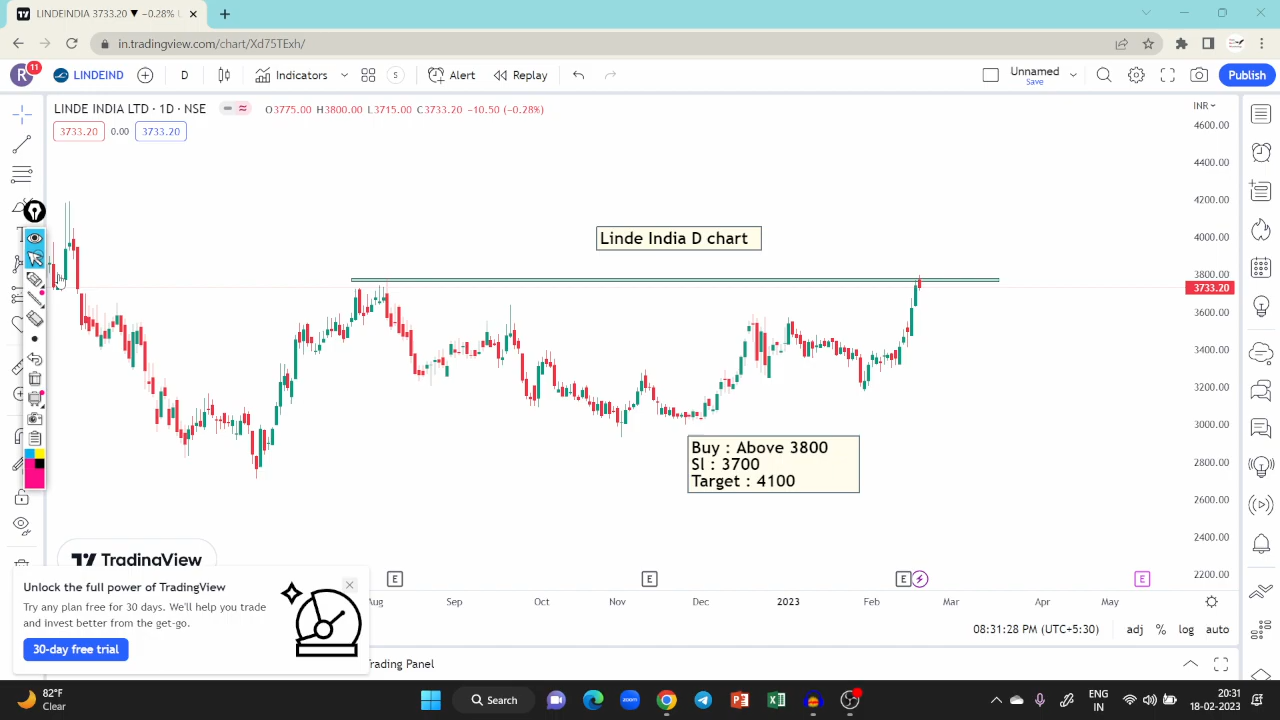 LINDEINDIA 3733.20 ▼ −0.28%
in.tradingview.com/chart/Xd75TExh/
R 11 LINDEIND D Indicators S Alert Replay Unnamed Save Publish
LINDE INDIA LTD · 1D · NSE O3775.00 H3800.00 L3715.00 C3733.20 −10.50 (−0.28%) INR
3733.20 0.00 3733.20
4600.00
4400.00
4200.00
4000.00
3800.00
3733.20
3600.00
3400.00
3200.00
3000.00
2800.00
2600.00
2400.00
2200.00
Linde India D chart
Buy : Above 3800
Sl : 3700
Target : 4100
TradingView
Unlock the full power of TradingView
Try any plan free for 30 days. We'll help you trade
and invest better from the get-go.
30-day free trial
E E E E
Aug Sep Oct Nov Dec 2023 Feb Mar Apr May
08:31:28 PM (UTC+5:30) adj % log auto
Trading Panel
82°F
Clear
Search
zoom
ENG
IN
20:31
18-02-2023